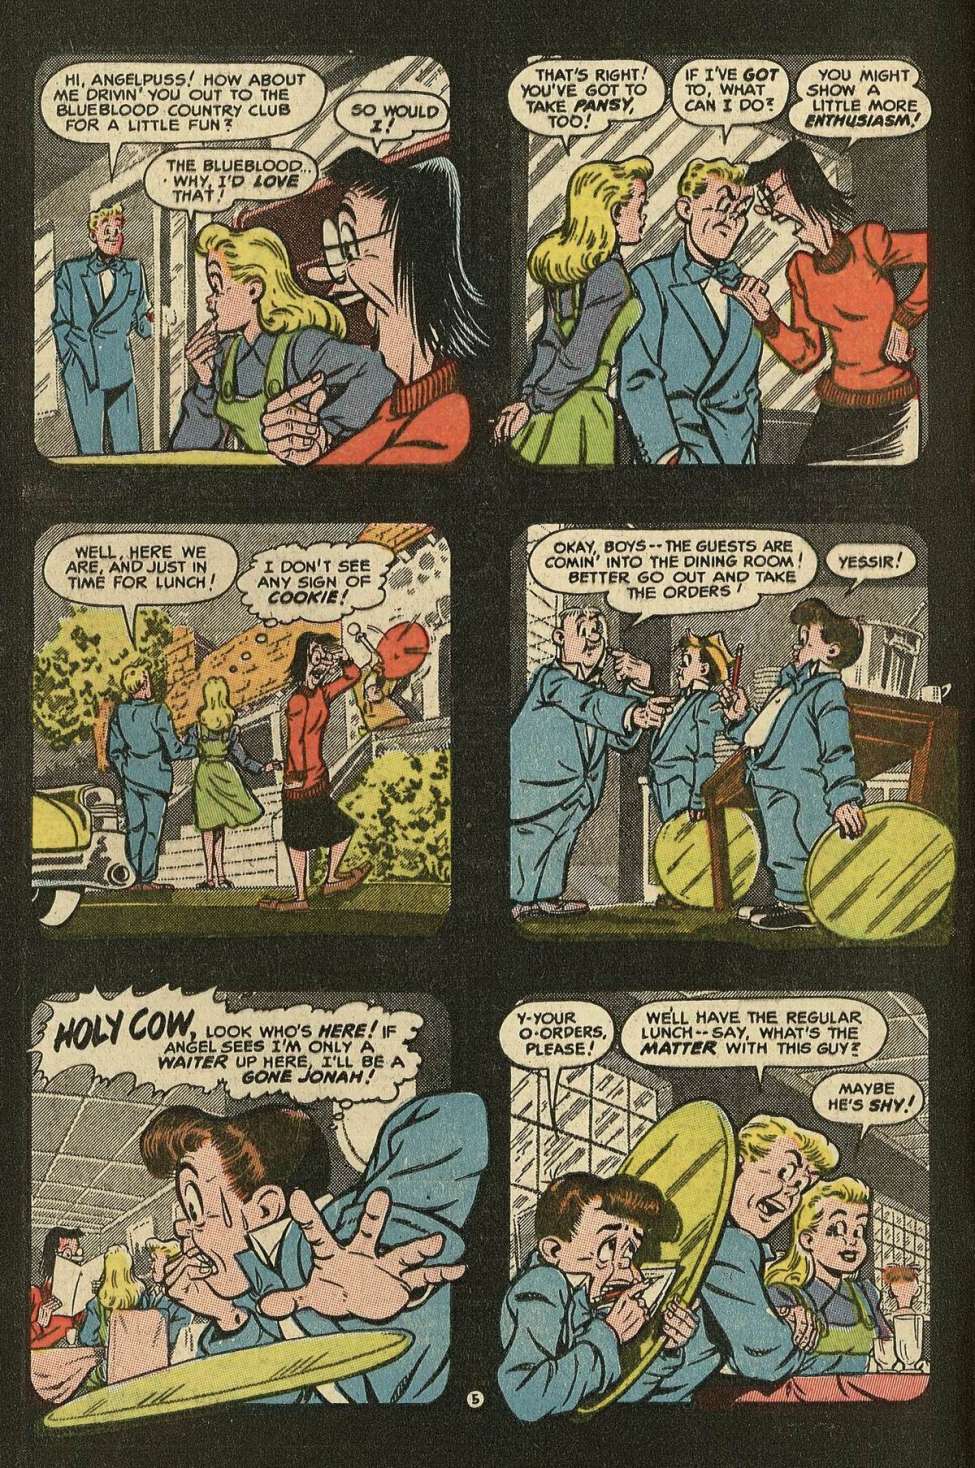 HI, ANGELPUSS! HOW ABOUT
ME DRIVIN' YOU OUT TO THE
BLUEBLOOD COUNTRY CLUB
FOR A LITTLE FUN?
THE BLUEBLOOD...
WHY, I'D LOVE
THAT!
SO WOULD
I!
THAT'S RIGHT!
YOU'VE GOT TO
TAKE PANSY,
TOO!
IF I'VE GOT
TO, WHAT
CAN I DO?
YOU MIGHT
SHOW A
LITTLE MORE
ENTHUSIASM!
WELL, HERE WE
ARE, AND JUST IN
TIME FOR LUNCH!
I DON'T SEE
ANY SIGN OF
COOKIE!
OKAY, BOYS--THE GUESTS ARE
COMIN' INTO THE DINING ROOM!
BETTER GO OUT AND TAKE
THE ORDERS!
YESSIR!
HOLY COW, LOOK WHO'S HERE! IF
ANGEL SEES I'M ONLY A
WAITER UP HERE, I'LL BE A
GONE JONAH!
Y-YOUR
O-ORDERS,
PLEASE!
WE'LL HAVE THE REGULAR
LUNCH--SAY, WHAT'S THE
MATTER WITH THIS GUY?
MAYBE
HE'S SHY!
5